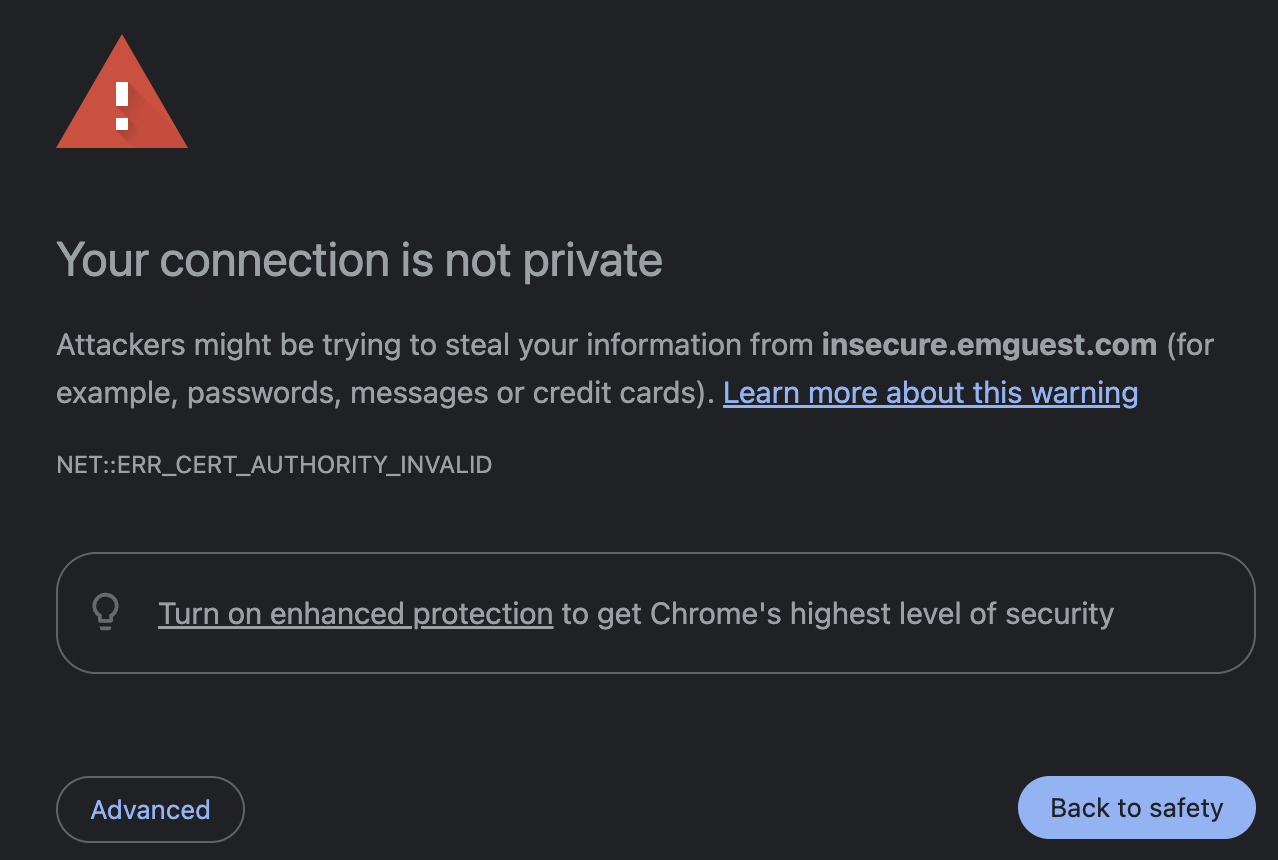 Your connection is not private
Attackers might be trying to steal your information from insecure.emguest.com (for
example, passwords, messages or credit cards). Learn more about this warning
NET::ERR_CERT_AUTHORITY_INVALID
Turn on enhanced protection to get Chrome's highest level of security
Advanced
Back to safety